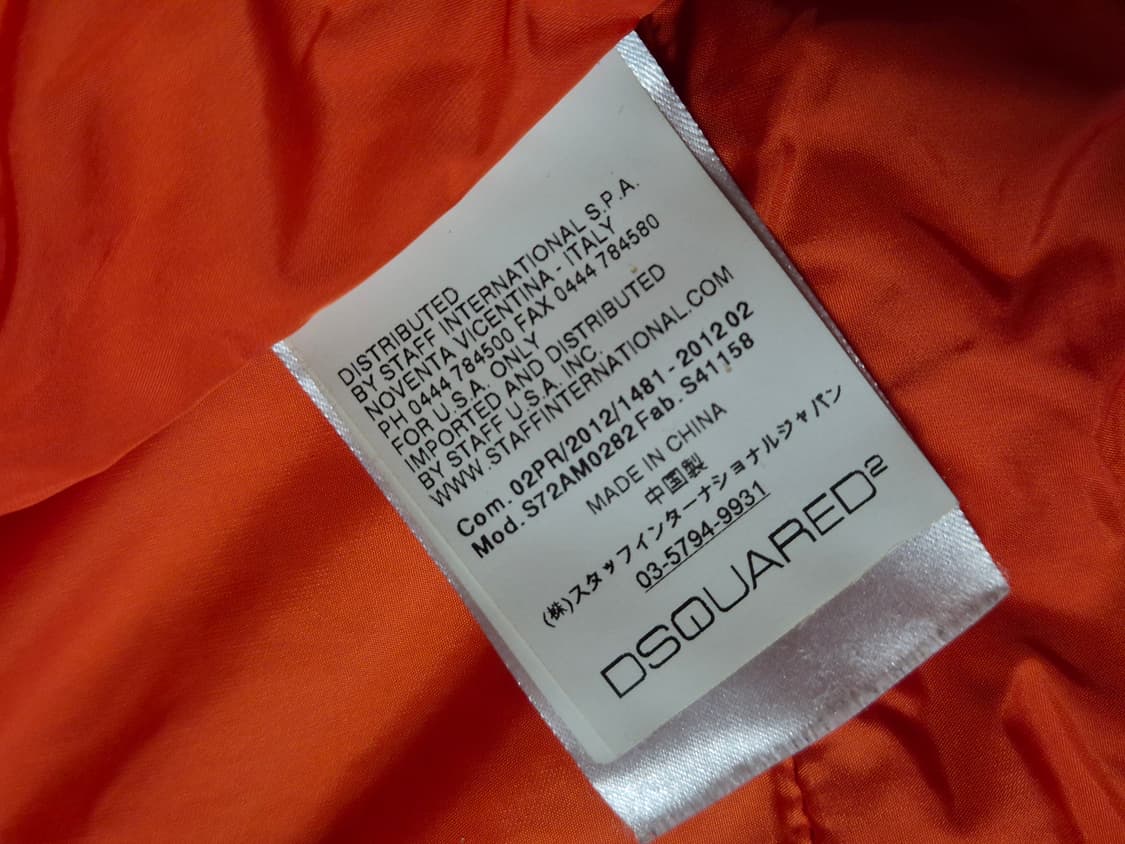 DISTRIBUTED
BY STAFF INTERNATIONAL S.P.A.
NOVENTA VICENTINA - ITALY
PH 0444 784500 FAX 0444 784580
FOR U.S.A. ONLY
IMPORTED AND DISTRIBUTED
BY STAFF U.S.A. INC.
WWW.STAFFINTERNATIONAL.COM
Com. 02PR/2012/1481 - 2012 02
Mod. S72AM0282 Fab. S41158
MADE IN CHINA
中国製
(株)スタッフインターナショナルジャパン
03-5794-9931
DSQUARED2